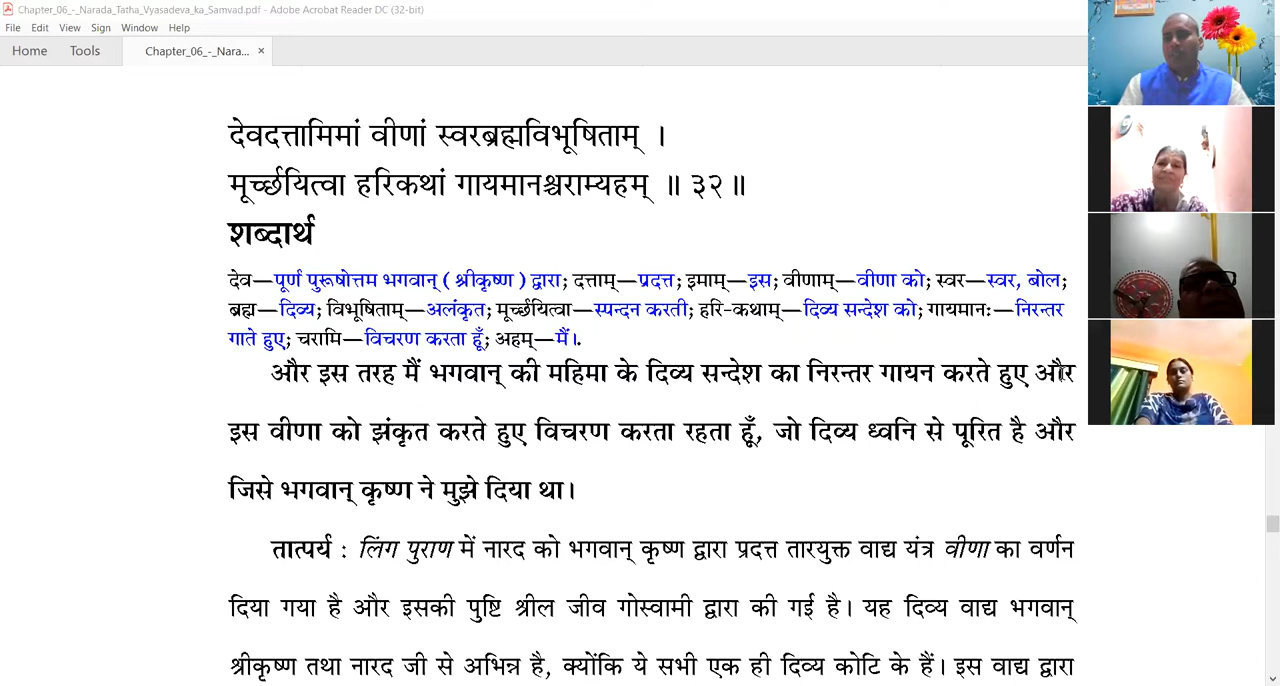 Chapter_06_-_Narada_Tatha_Vyasadeva_ka_Samvad.pdf - Adobe Acrobat Reader DC (32-bit)
File Edit View Sign Window Help
Home Tools Chapter_06_-_Nara... ×
देवदत्तामिमां वीणां स्वरब्रह्मविभूषिताम् ।
मूर्च्छयित्वा हरिकथां गायमानश्चराम्यहम् ॥ ३२॥
शब्दार्थ
देव—पूर्ण पुरूषोत्तम भगवान् ( श्रीकृष्ण ) द्वारा; दत्ताम्—प्रदत्त; इमाम्—इस; वीणाम्—वीणा को; स्वर—स्वर, बोल;
ब्रह्म—दिव्य; विभूषिताम्—अलंकृत; मूर्च्छयित्वा—स्पन्दन करती; हरि-कथाम्—दिव्य सन्देश को; गायमानः—निरन्तर
गाते हुए; चरामि—विचरण करता हूँ; अहम्—मैं।.
और इस तरह मैं भगवान् की महिमा के दिव्य सन्देश का निरन्तर गायन करते हुए और
इस वीणा को झंकृत करते हुए विचरण करता रहता हूँ, जो दिव्य ध्वनि से पूरित है और
जिसे भगवान् कृष्ण ने मुझे दिया था।
तात्पर्य : लिंग पुराण में नारद को भगवान् कृष्ण द्वारा प्रदत्त तारयुक्त वाद्य यंत्र वीणा का वर्णन
दिया गया है और इसकी पुष्टि श्रील जीव गोस्वामी द्वारा की गई है। यह दिव्य वाद्य भगवान्
श्रीकृष्ण तथा नारद जी से अभिन्न है, क्योंकि ये सभी एक ही दिव्य कोटि के हैं। इस वाद्य द्वारा